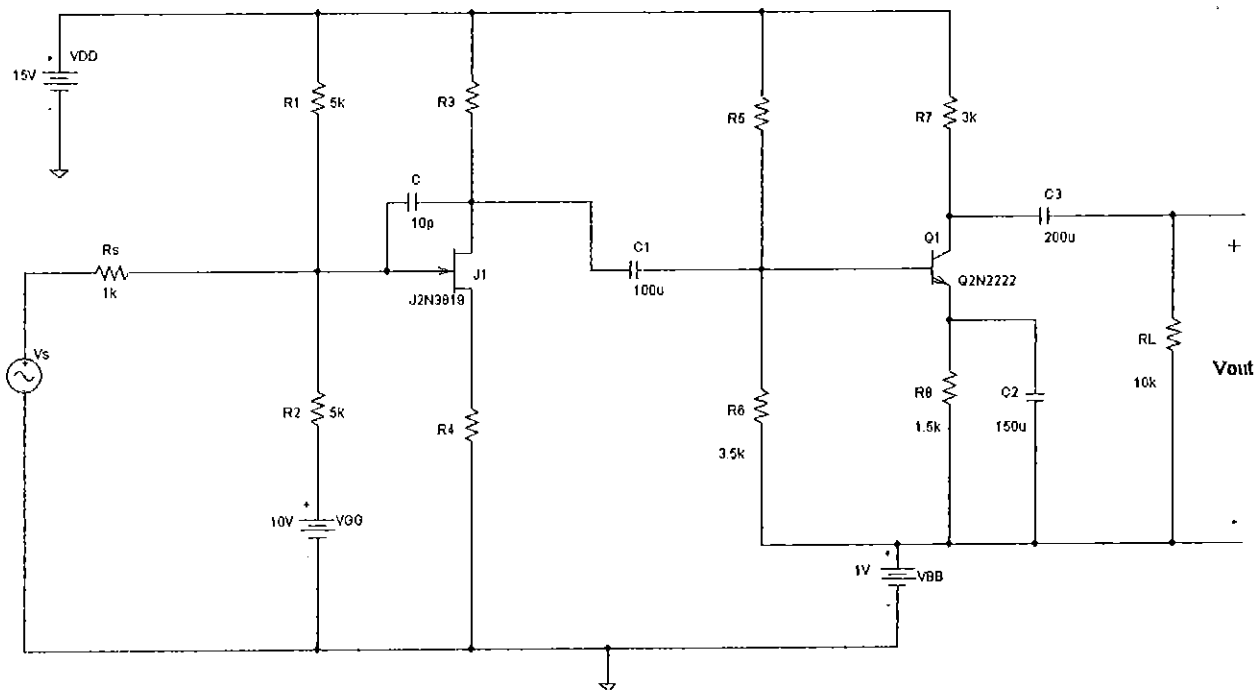 VDD
15V
R1
5k
R3
R5
R7
3k
C
10p
C3
200u
Rs
1k
J1
J2N3819
C1
100u
Q1
Q2N2222
+
Vs
RL
10k
Vout
R2
5k
R4
R6
3.5k
R8
1.5k
C2
150u
+
10V
VGG
-
1V
VBB